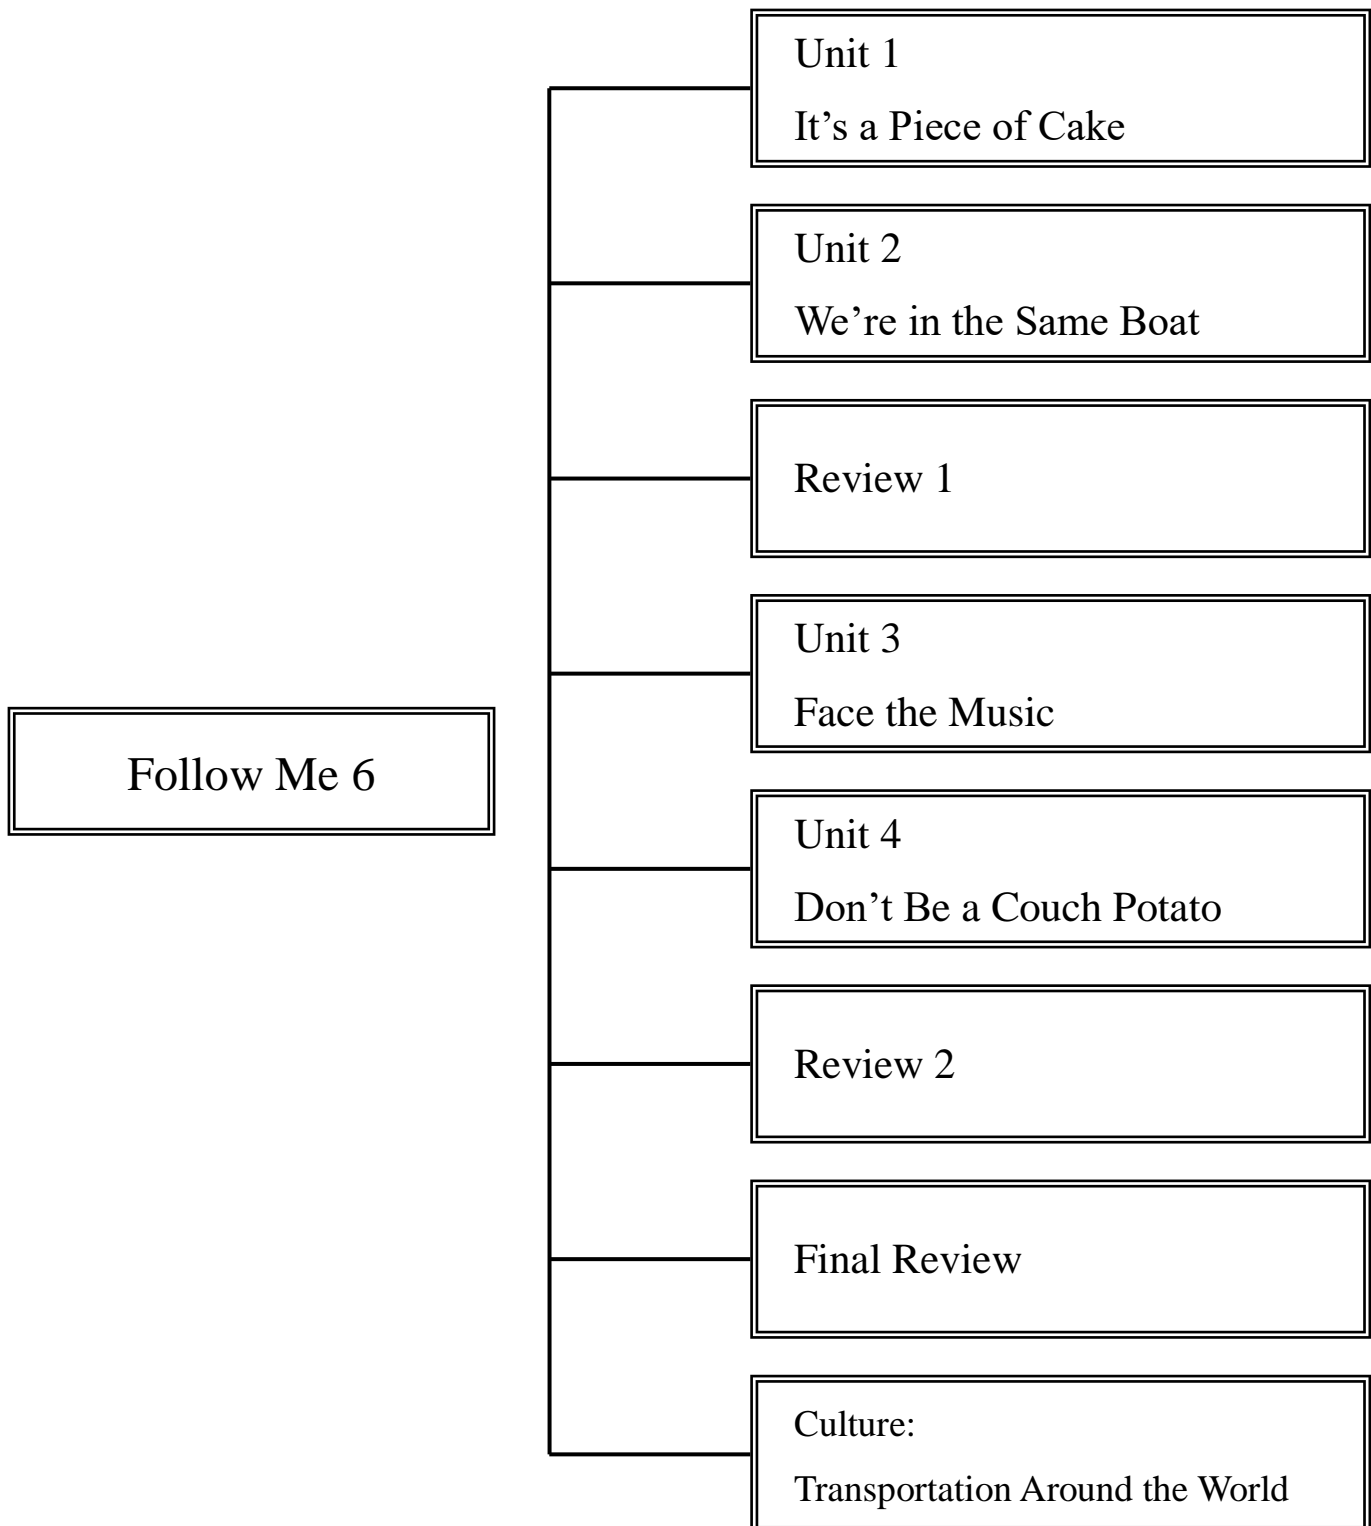 Follow Me 6
Unit 1
It’s a Piece of Cake
Unit 2
We’re in the Same Boat
Review 1
Unit 3
Face the Music
Unit 4
Don’t Be a Couch Potato
Review 2
Final Review
Culture:
Transportation Around the World